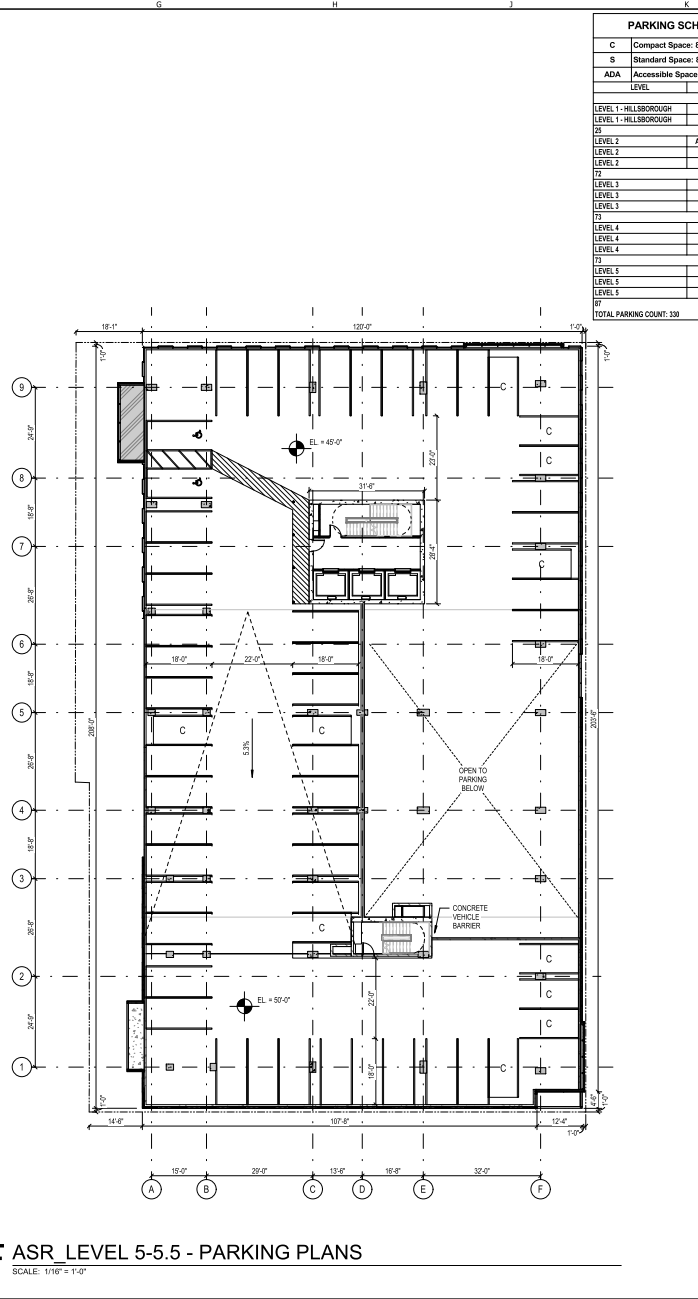 G H J K
PARKING SCH
C Compact Space: 8
S Standard Space: 8
ADA Accessible Space
LEVEL
LEVEL 1 - HILLSBOROUGH
LEVEL 1 - HILLSBOROUGH
25
LEVEL 2 A
LEVEL 2
LEVEL 2
72
LEVEL 3
LEVEL 3
LEVEL 3
73
LEVEL 4
LEVEL 4
LEVEL 4
73
LEVEL 5
LEVEL 5
LEVEL 5
87
TOTAL PARKING COUNT: 330
18'-1" 120'-0" 1'-0"
1'-0" 1'-0"
9
C
24'-9"
C
EL. = 45'-0"
C
23'-0"
8
31'-6"
18'-8"
7
28'-4"
C
26'-8"
6
18'-0" 22'-0" 18'-0" 18'-0"
18'-8"
5
208'-0" 203'-6"
C C
5.3%
26'-8"
OPEN TO
PARKING
BELOW
4
18'-8"
3
CONCRETE
VEHICLE
BARRIER
26'-8"
C
C
2
C
EL. = 50'-0"
22'-0"
24'-9"
C
1
C
18'-0"
1'-0" 4'-6" 1'-0"
14'-6" 107'-8" 12'-4"
1'-0"
15'-0" 29'-0" 13'-6" 16'-8" 32'-0"
A B C D E F
ASR_LEVEL 5-5.5 - PARKING PLANS
SCALE: 1/16" = 1'-0"